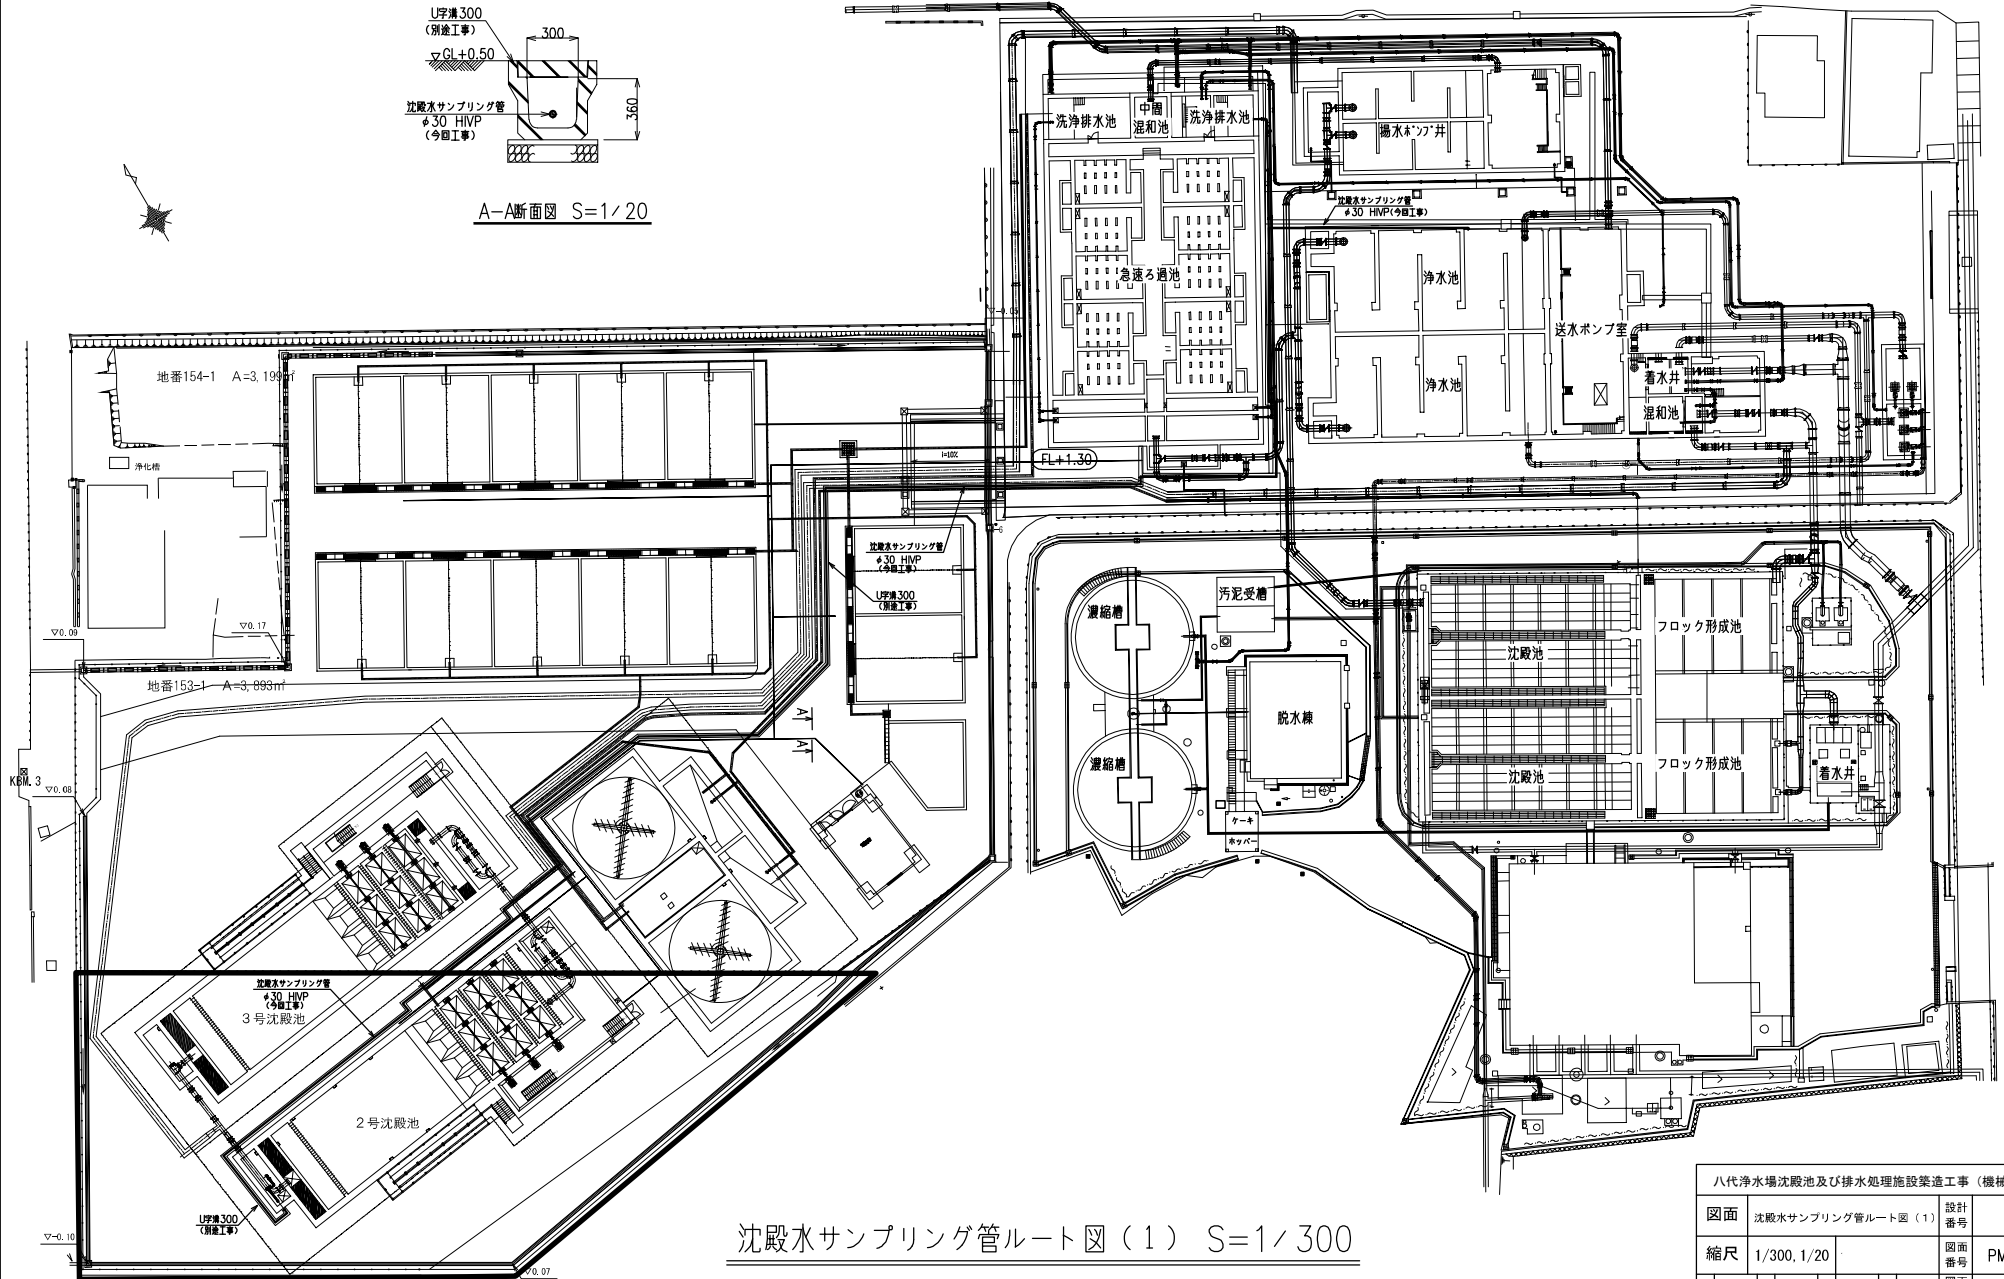 U字溝300
(別途工事)
300
▽GL+0.50
沈殿水サンプリング管
φ30 HIVP
(今回工事)
360
A-A断面図 S=1/20
洗浄排水池
中間
混和池
洗浄排水池
揚水ポンプ井
沈殿水サンプリング管
φ30 HIVP(今回工事)
急速ろ過池
浄水池
送水ポンプ室
浄水池
着水井
混和池
▽-0.05
地番154-1 A=3,199㎡
浄化槽
i=10%
FL+1.30
沈殿水サンプリング管
φ30 HIVP
(今回工事)
U字溝300
(別途工事)
▽0.09
▽0.17
地番153-1 A=3,893㎡
濃縮槽
汚泥受槽
フロック形成池
沈殿池
脱水棟
A
A
濃縮槽
沈殿池
フロック形成池
着水井
KBM.3
▽0.08
ケーキ
ホッパー
沈殿水サンプリング管
φ30 HIVP
(今回工事)
3号沈殿池
2号沈殿池
U字溝300
(別途工事)
▽-0.10
▽0.07
沈殿水サンプリング管ルート図(1) S=1/300
八代浄水場沈殿池及び排水処理施設築造工事(機械
図面 沈殿水サンプリング管ルート図(1) 設計番号
縮尺 1/300,1/20 図面番号 PM